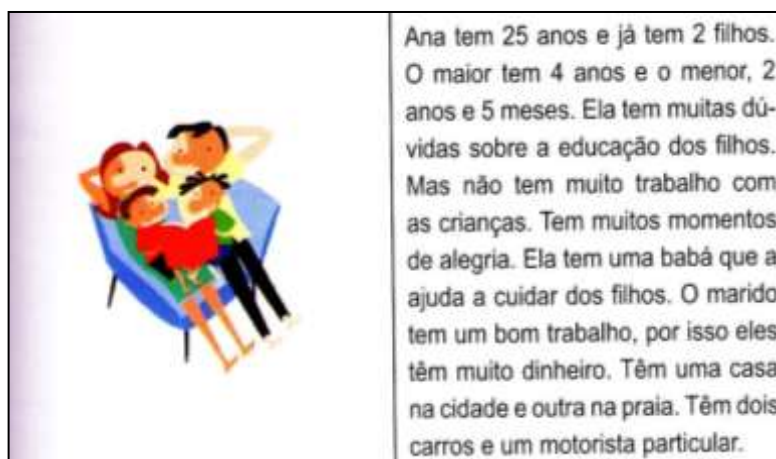 Ana tem 25 anos e já tem 2 filhos.
O maior tem 4 anos e o menor, 2
anos e 5 meses. Ela tem muitas dú-
vidas sobre a educação dos filhos.
Mas não tem muito trabalho com
as crianças. Tem muitos momentos
de alegria. Ela tem uma babá que a
ajuda a cuidar dos filhos. O marido
tem um bom trabalho, por isso eles
têm muito dinheiro. Têm uma casa
na cidade e outra na praia. Têm dois
carros e um motorista particular.